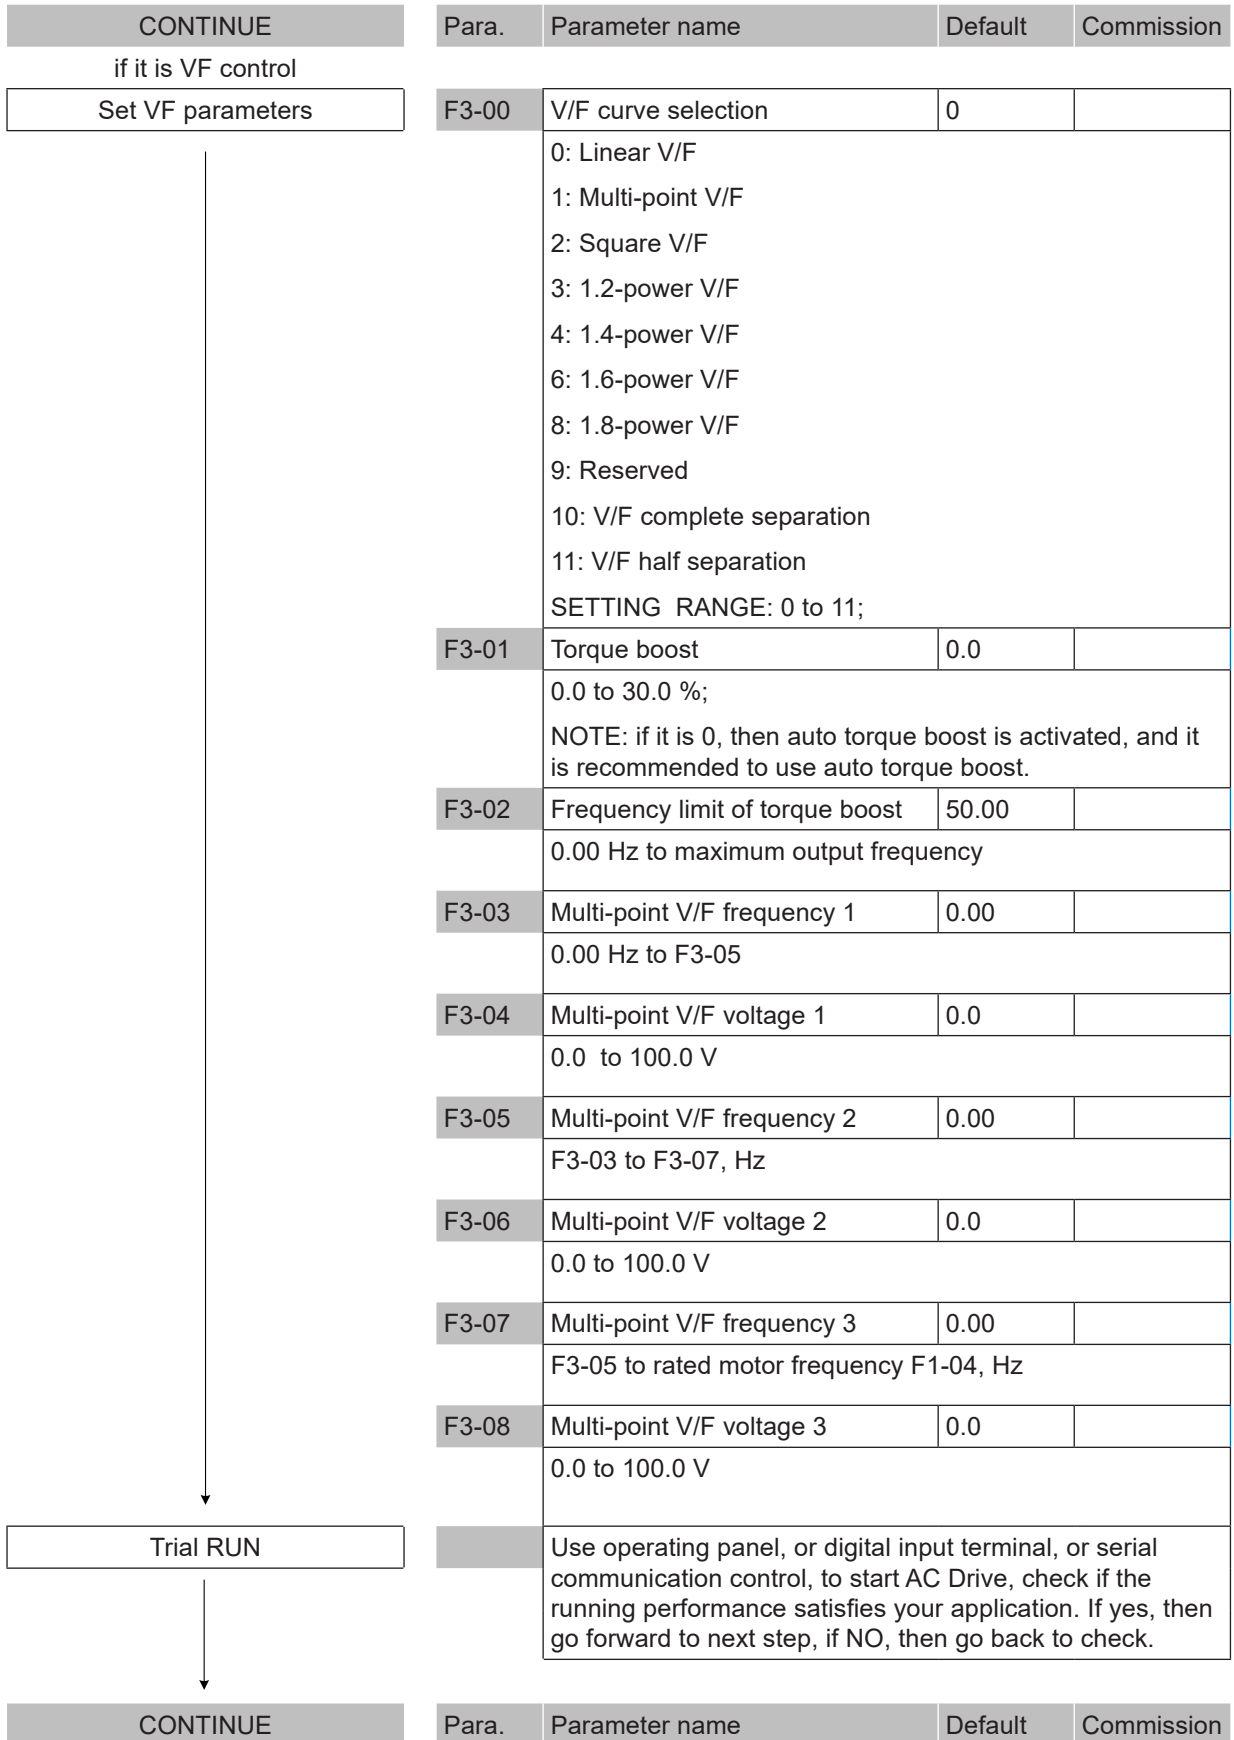 CONTINUE Para. Parameter name Default Commission
if it is VF control
Set VF parameters F3-00 V/F curve selection 0
0: Linear V/F
1: Multi-point V/F
2: Square V/F
3: 1.2-power V/F
4: 1.4-power V/F
6: 1.6-power V/F
8: 1.8-power V/F
9: Reserved
10: V/F complete separation
11: V/F half separation
SETTING RANGE: 0 to 11;
F3-01 Torque boost 0.0
0.0 to 30.0 %;
NOTE: if it is 0, then auto torque boost is activated, and it
is recommended to use auto torque boost.
F3-02 Frequency limit of torque boost 50.00
0.00 Hz to maximum output frequency
F3-03 Multi-point V/F frequency 1 0.00
0.00 Hz to F3-05
F3-04 Multi-point V/F voltage 1 0.0
0.0 to 100.0 V
F3-05 Multi-point V/F frequency 2 0.00
F3-03 to F3-07, Hz
F3-06 Multi-point V/F voltage 2 0.0
0.0 to 100.0 V
F3-07 Multi-point V/F frequency 3 0.00
F3-05 to rated motor frequency F1-04, Hz
F3-08 Multi-point V/F voltage 3 0.0
0.0 to 100.0 V
Trial RUN Use operating panel, or digital input terminal, or serial
communication control, to start AC Drive, check if the
running performance satisfies your application. If yes, then
go forward to next step, if NO, then go back to check.
CONTINUE Para. Parameter name Default Commission